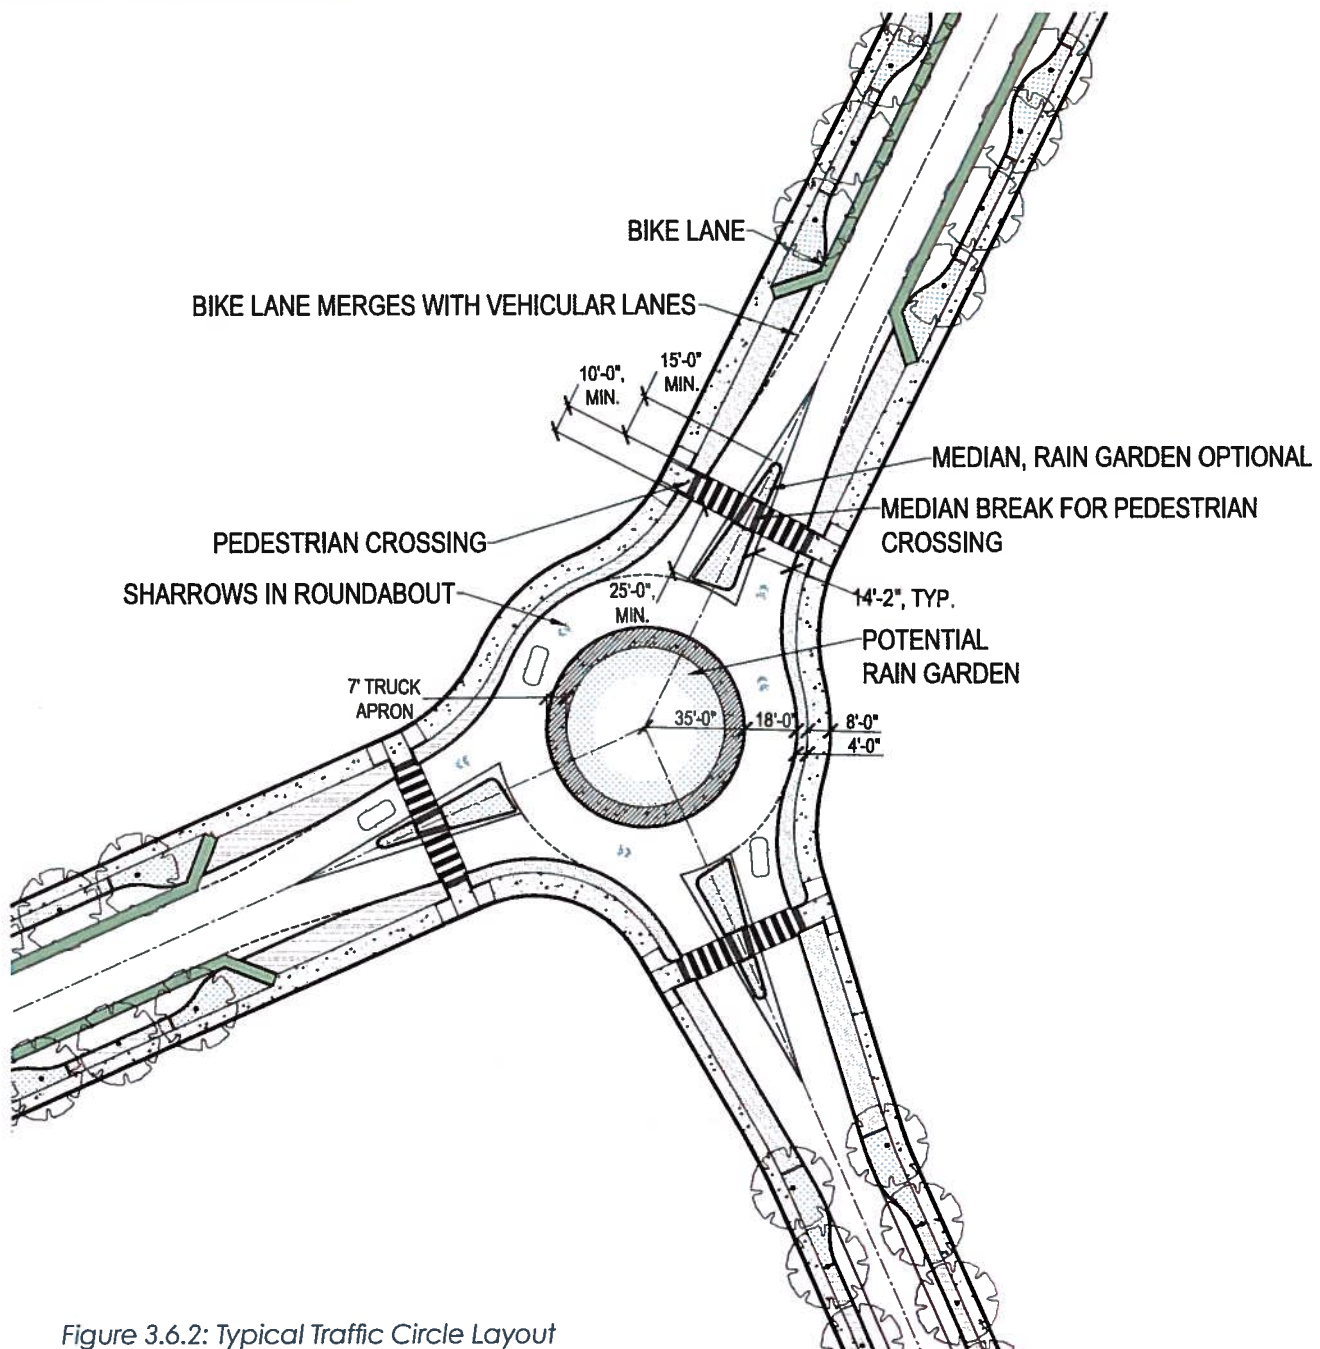 BIKE LANE
BIKE LANE MERGES WITH VEHICULAR LANES
15'-0"
MIN.
10'-0",
MIN.
MEDIAN, RAIN GARDEN OPTIONAL
MEDIAN BREAK FOR PEDESTRIAN
CROSSING
PEDESTRIAN CROSSING
SHARROWS IN ROUNDABOUT
25'-0",
MIN.
14'-2", TYP.
POTENTIAL
RAIN GARDEN
7' TRUCK
APRON
35'-0"
18'-0"
8'-0"
4'-0"
Figure 3.6.2: Typical Traffic Circle Layout